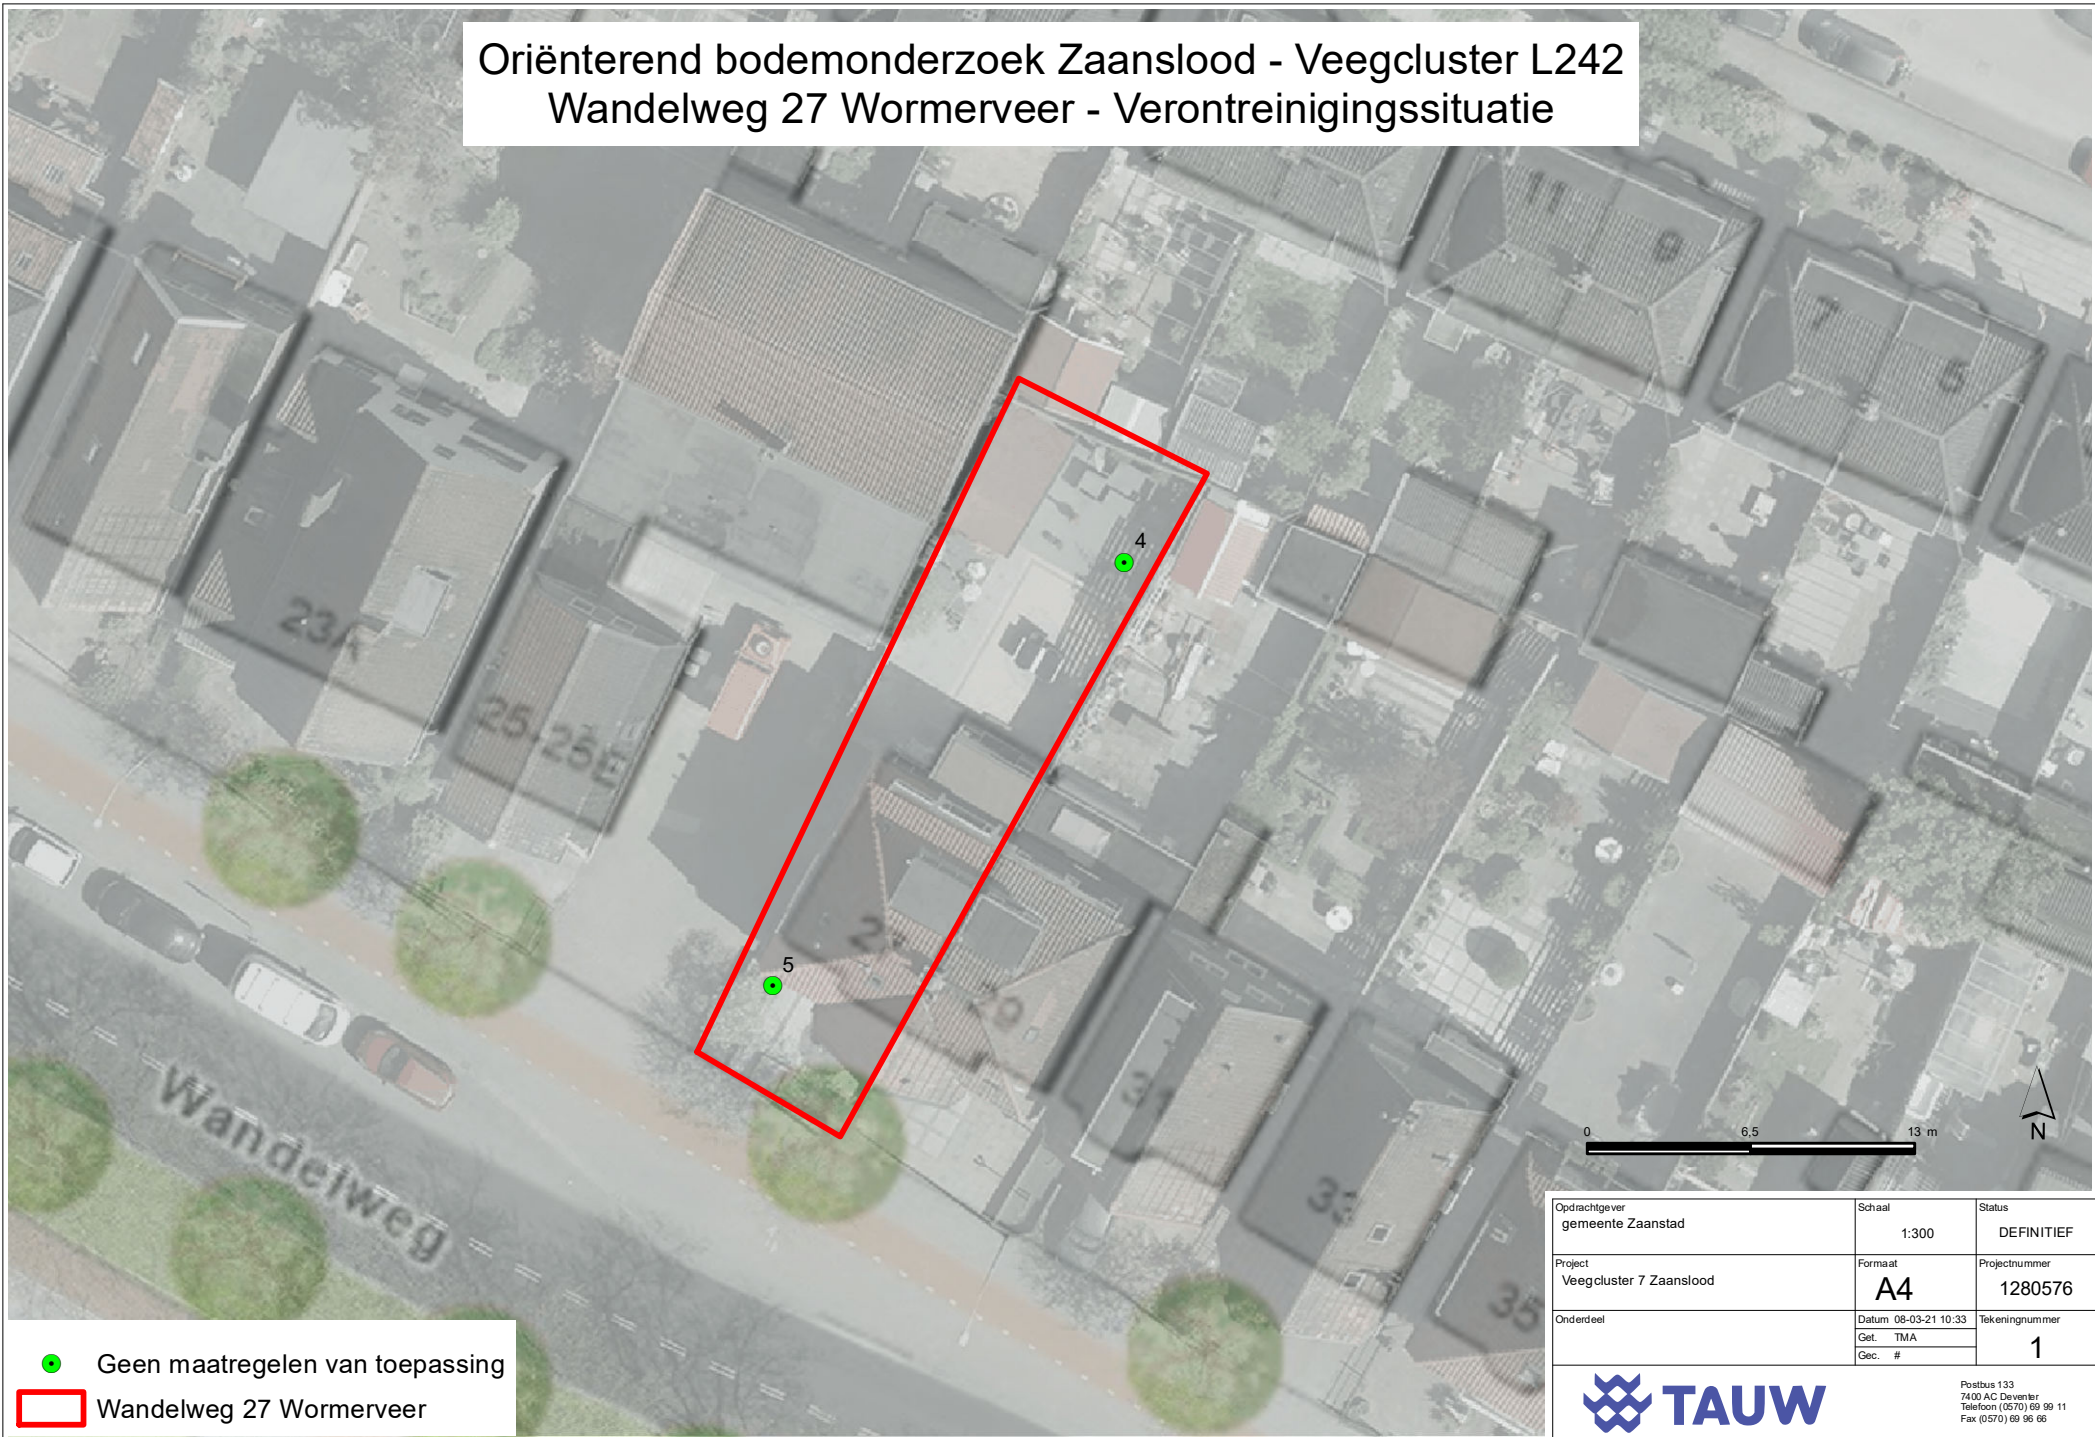 Oriënterend bodemonderzoek Zaanslood - Veegcluster L242
Wandelweg 27 Wormerveer - Verontreinigingssituatie
11
9
7
5
4
23A
25-25E
27
5
29
31
33
35
Wandelweg
0 6,5 13 m
N
Geen maatregelen van toepassing
Wandelweg 27 Wormerveer
Opdrachtgever
gemeente Zaanstad
Schaal
1:300
Status
DEFINITIEF
Project
Veegcluster 7 Zaanslood
Formaat
A4
Projectnummer
1280576
Onderdeel
Datum 08-03-21 10:33
Get. TMA
Gec. #
Tekeningnummer
1
TAUW
Postbus 133
7400 AC Deventer
Telefoon (0570) 69 99 11
Fax (0570) 69 96 66